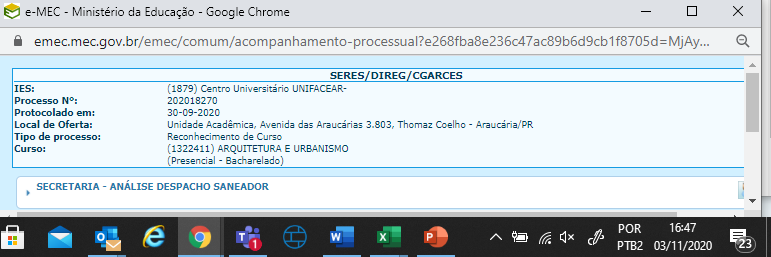 e-MEC - Ministério da Educação - Google Chrome
emec.mec.gov.br/emec/comum/acompanhamento-processual?e268fba8e236c47ac89b6d9cb1f8705d=MjAy...
SERES/DIREG/CGARCES
IES: (1879) Centro Universitário UNIFACEAR-
Processo Nº: 202018270
Protocolado em: 30-09-2020
Local de Oferta: Unidade Acadêmica, Avenida das Araucárias 3.803, Thomaz Coelho - Araucária/PR
Tipo de processo: Reconhecimento de Curso
Curso: (1322411) ARQUITETURA E URBANISMO
(Presencial - Bacharelado)
SECRETARIA - ANÁLISE DESPACHO SANEADOR
POR 16:47
PTB2 03/11/2020
1
23